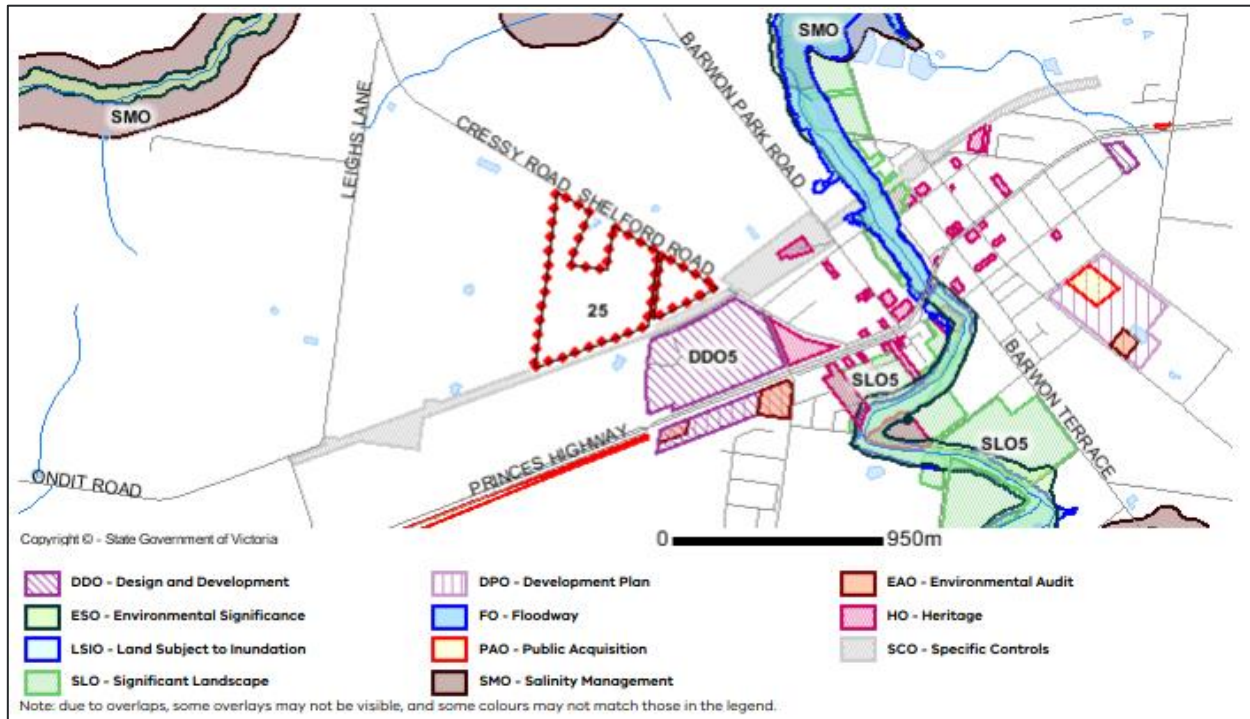 SMO
SMO
LEIGHS LANE
CRESSY ROAD
SHELFORD ROAD
BARWON PARK ROAD
25
DDO5
SLO5
SLO5
BARWON TERRACE
PRINCES HIGHWAY
ONDIT ROAD
Copyright © - State Government of Victoria
0 950m
DDO - Design and Development
ESO - Environmental Significance
LSIO - Land Subject to Inundation
SLO - Significant Landscape
DPO - Development Plan
FO - Floodway
PAO - Public Acquisition
SMO - Salinity Management
EAO - Environmental Audit
HO - Heritage
SCO - Specific Controls
Note: due to overlaps, some overlays may not be visible, and some colours may not match those in the legend.